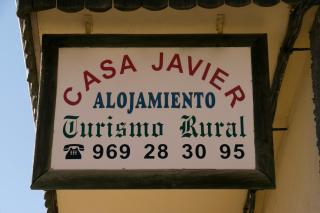 CASA JAVIER
ALOJAMIENTO
Turismo Rural
☎ 969 28 30 95